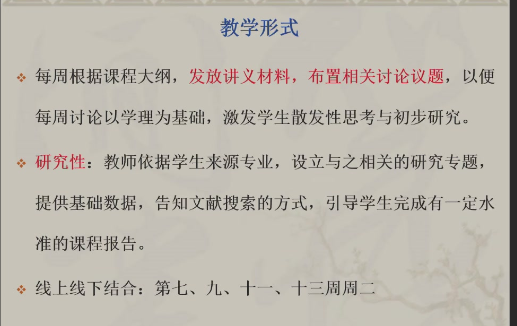 教学形式
每周根据课程大纲，发放讲义材料，布置相关讨论议题，以便
每周讨论以学理为基础，激发学生散发性思考与初步研究。
研究性：教师依据学生来源专业，设立与之相关的研究专题，
提供基础数据，告知文献搜索的方式，引导学生完成有一定水
准的课程报告。
线上线下结合：第七、九、十一、十三周周二